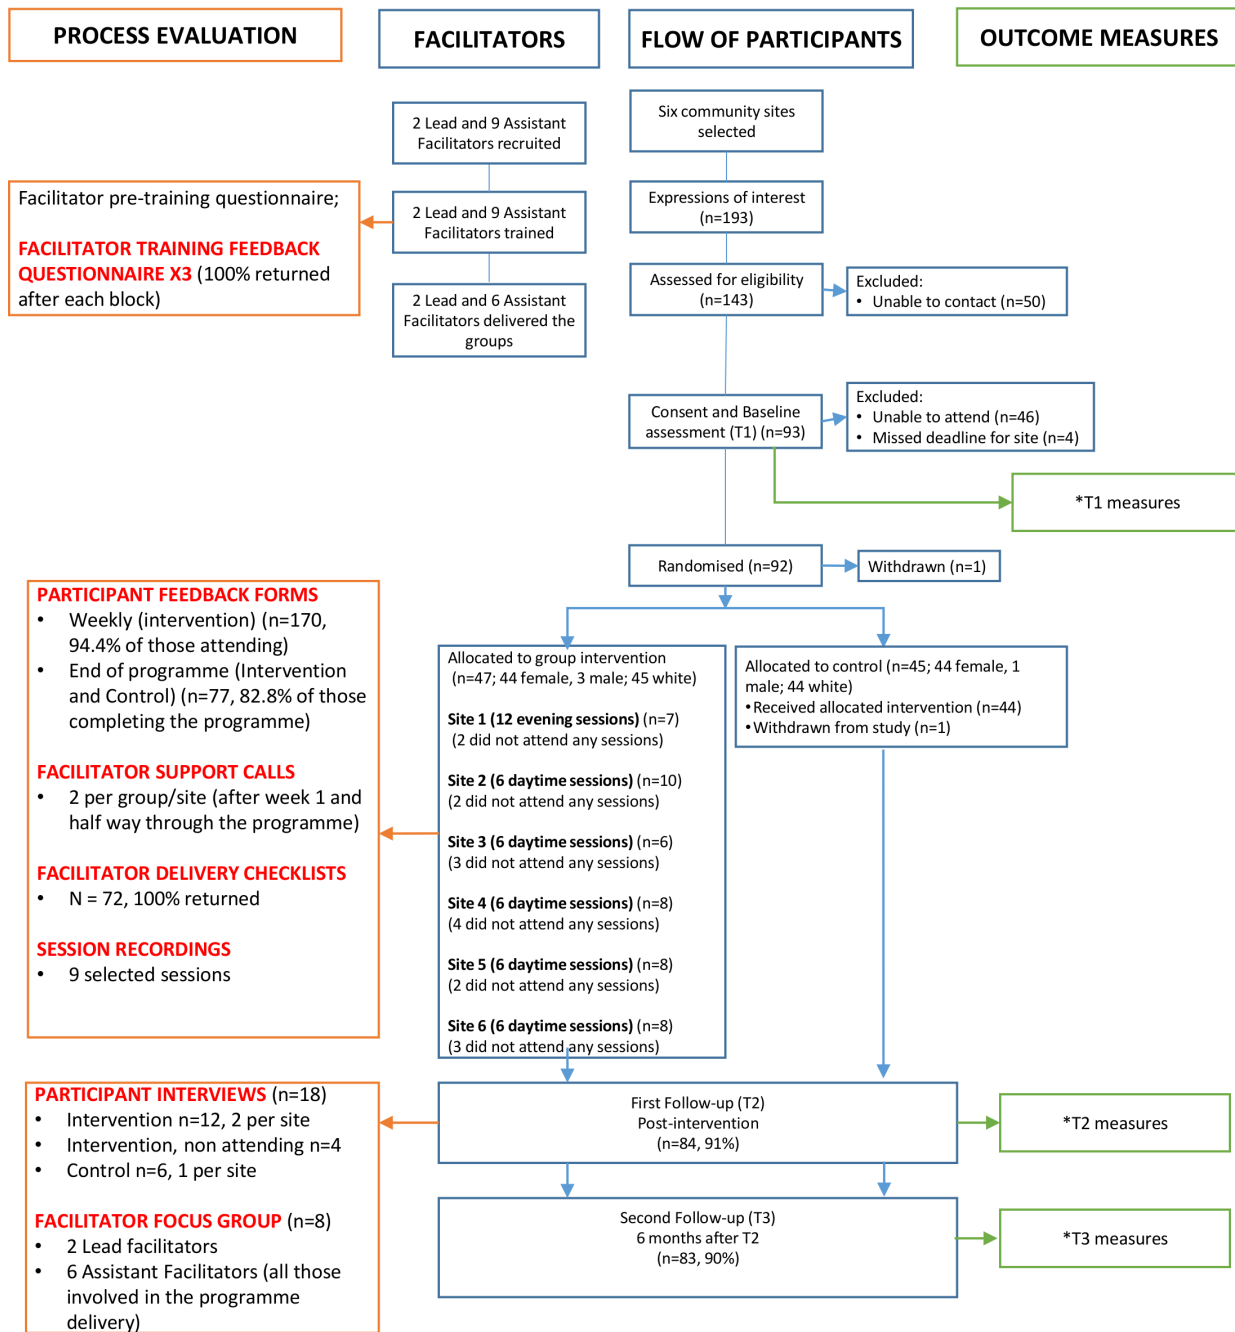 PROCESS EVALUATION
FACILITATORS
FLOW OF PARTICIPANTS
OUTCOME MEASURES
2 Lead and 9 Assistant
Facilitators recruited
Six community sites
selected
Facilitator pre-training questionnaire;
FACILITATOR TRAINING FEEDBACK
QUESTIONNAIRE X3 (100% returned
after each block)
2 Lead and 9 Assistant
Facilitators trained
Expressions of interest
(n=193)
2 Lead and 6 Assistant
Facilitators delivered the
groups
Assessed for eligibility
(n=143)
Excluded:
• Unable to contact (n=50)
Consent and Baseline
assessment (T1) (n=93)
Excluded:
• Unable to attend (n=46)
• Missed deadline for site (n=4)
*T1 measures
Randomised (n=92)
Withdrawn (n=1)
PARTICIPANT FEEDBACK FORMS
• Weekly (intervention) (n=170,
94.4% of those attending)
• End of programme (Intervention
and Control) (n=77, 82.8% of those
completing the programme)
FACILITATOR SUPPORT CALLS
• 2 per group/site (after week 1 and
half way through the programme)
FACILITATOR DELIVERY CHECKLISTS
• N = 72, 100% returned
SESSION RECORDINGS
• 9 selected sessions
Allocated to group intervention
(n=47; 44 female, 3 male; 45 white)
Site 1 (12 evening sessions) (n=7)
(2 did not attend any sessions)
Site 2 (6 daytime sessions) (n=10)
(2 did not attend any sessions)
Site 3 (6 daytime sessions) (n=6)
(3 did not attend any sessions)
Site 4 (6 daytime sessions) (n=8)
(4 did not attend any sessions)
Site 5 (6 daytime sessions) (n=8)
(2 did not attend any sessions)
Site 6 (6 daytime sessions) (n=8)
(3 did not attend any sessions)
Allocated to control (n=45; 44 female, 1
male; 44 white)
•Received allocated intervention (n=44)
•Withdrawn from study (n=1)
PARTICIPANT INTERVIEWS (n=18)
• Intervention n=12, 2 per site
• Intervention, non attending n=4
• Control n=6, 1 per site
FACILITATOR FOCUS GROUP (n=8)
• 2 Lead facilitators
• 6 Assistant Facilitators (all those
involved in the programme
delivery)
First Follow-up (T2)
Post-intervention
(n=84, 91%)
*T2 measures
Second Follow-up (T3)
6 months after T2
(n=83, 90%)
*T3 measures